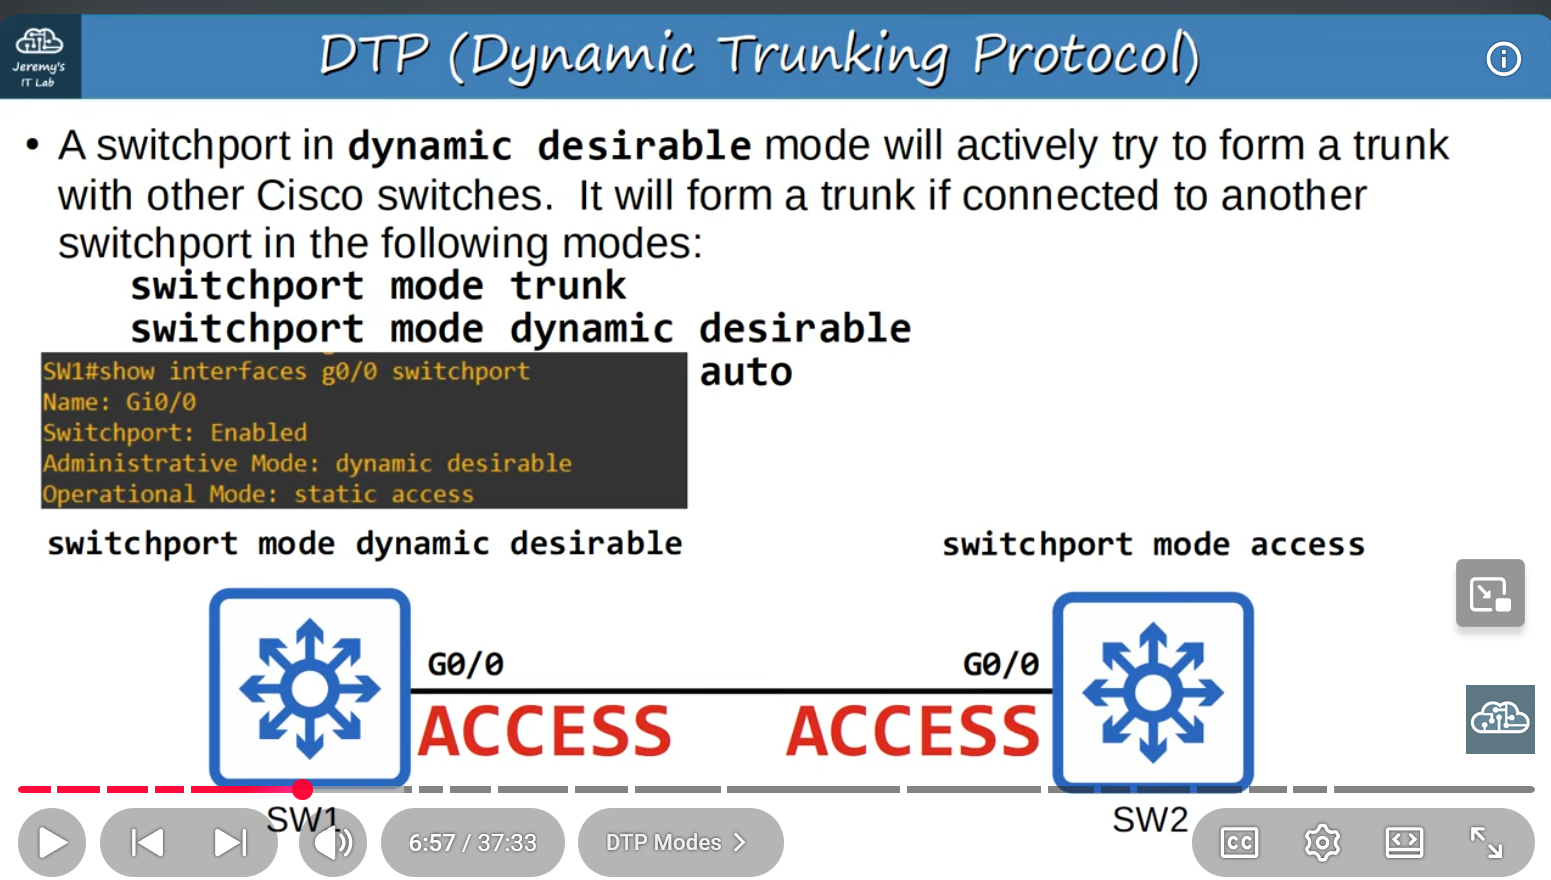 Jeremy's
IT Lab
DTP (Dynamic Trunking Protocol)
• A switchport in dynamic desirable mode will actively try to form a trunk
with other Cisco switches.  It will form a trunk if connected to another
switchport in the following modes:
switchport mode trunk
switchport mode dynamic desirable
auto
SW1#show interfaces g0/0 switchport
Name: Gi0/0
Switchport: Enabled
Administrative Mode: dynamic desirable
Operational Mode: static access
switchport mode dynamic desirable
switchport mode access
G0/0
G0/0
ACCESS
ACCESS
SW1
SW2
6:57 / 37:33
DTP Modes
CC